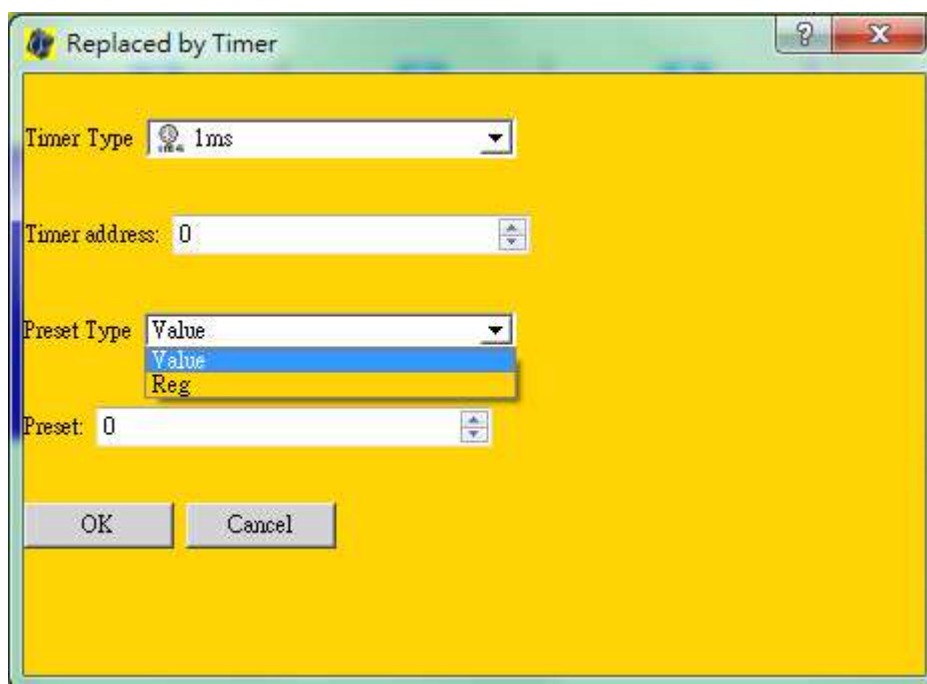 Replaced by Timer
Timer Type 1ms
Timer address: 0
Preset Type Value
Value
Reg
Preset: 0
OK Cancel